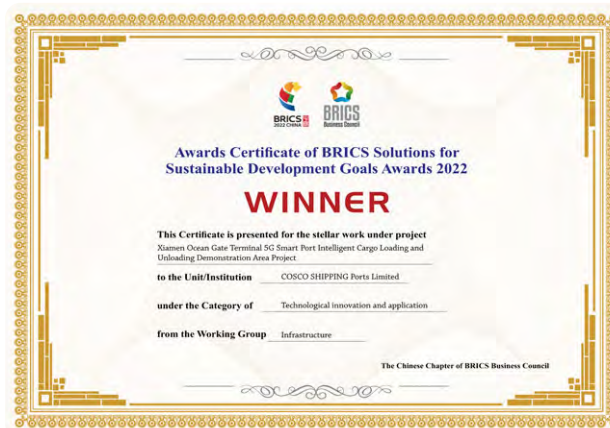 BRICS
2022 CHINA
BRICS
Business Council
Awards Certificate of BRICS Solutions for
Sustainable Development Goals Awards 2022
WINNER
This Certificate is presented for the stellar work under project
Xiamen Ocean Gate Terminal 5G Smart Port Intelligent Cargo Loading and
Unloading Demonstration Area Project
to the Unit/Institution COSCO SHIPPING Ports Limited
under the Category of Technological innovation and application
from the Working Group Infrastructure
The Chinese Chapter of BRICS Business Council